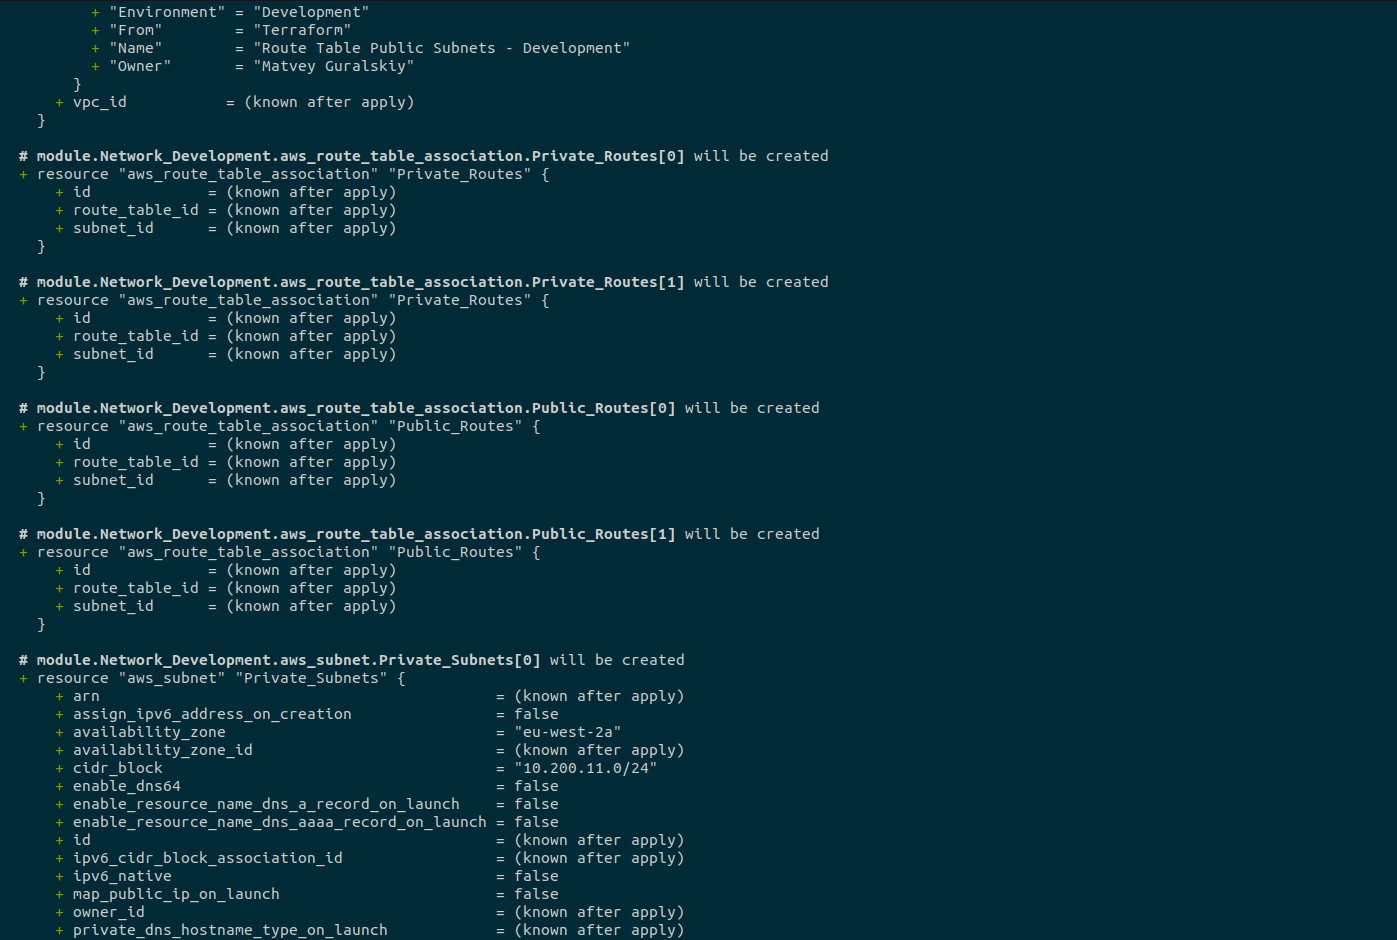 + "Environment" = "Development"
+ "From"        = "Terraform"
+ "Name"        = "Route Table Public Subnets - Development"
+ "Owner"       = "Matvey Guralskiy"
}
+ vpc_id           = (known after apply)
}
# module.Network_Development.aws_route_table_association.Private_Routes[0] will be created
+ resource "aws_route_table_association" "Private_Routes" {
+ id             = (known after apply)
+ route_table_id = (known after apply)
+ subnet_id      = (known after apply)
}
# module.Network_Development.aws_route_table_association.Private_Routes[1] will be created
+ resource "aws_route_table_association" "Private_Routes" {
+ id             = (known after apply)
+ route_table_id = (known after apply)
+ subnet_id      = (known after apply)
}
# module.Network_Development.aws_route_table_association.Public_Routes[0] will be created
+ resource "aws_route_table_association" "Public_Routes" {
+ id             = (known after apply)
+ route_table_id = (known after apply)
+ subnet_id      = (known after apply)
}
# module.Network_Development.aws_route_table_association.Public_Routes[1] will be created
+ resource "aws_route_table_association" "Public_Routes" {
+ id             = (known after apply)
+ route_table_id = (known after apply)
+ subnet_id      = (known after apply)
}
# module.Network_Development.aws_subnet.Private_Subnets[0] will be created
+ resource "aws_subnet" "Private_Subnets" {
+ arn                                            = (known after apply)
+ assign_ipv6_address_on_creation                = false
+ availability_zone                              = "eu-west-2a"
+ availability_zone_id                           = (known after apply)
+ cidr_block                                     = "10.200.11.0/24"
+ enable_dns64                                   = false
+ enable_resource_name_dns_a_record_on_launch    = false
+ enable_resource_name_dns_aaaa_record_on_launch = false
+ id                                             = (known after apply)
+ ipv6_cidr_block_association_id                 = (known after apply)
+ ipv6_native                                    = false
+ map_public_ip_on_launch                        = false
+ owner_id                                       = (known after apply)
+ private_dns_hostname_type_on_launch            = (known after apply)